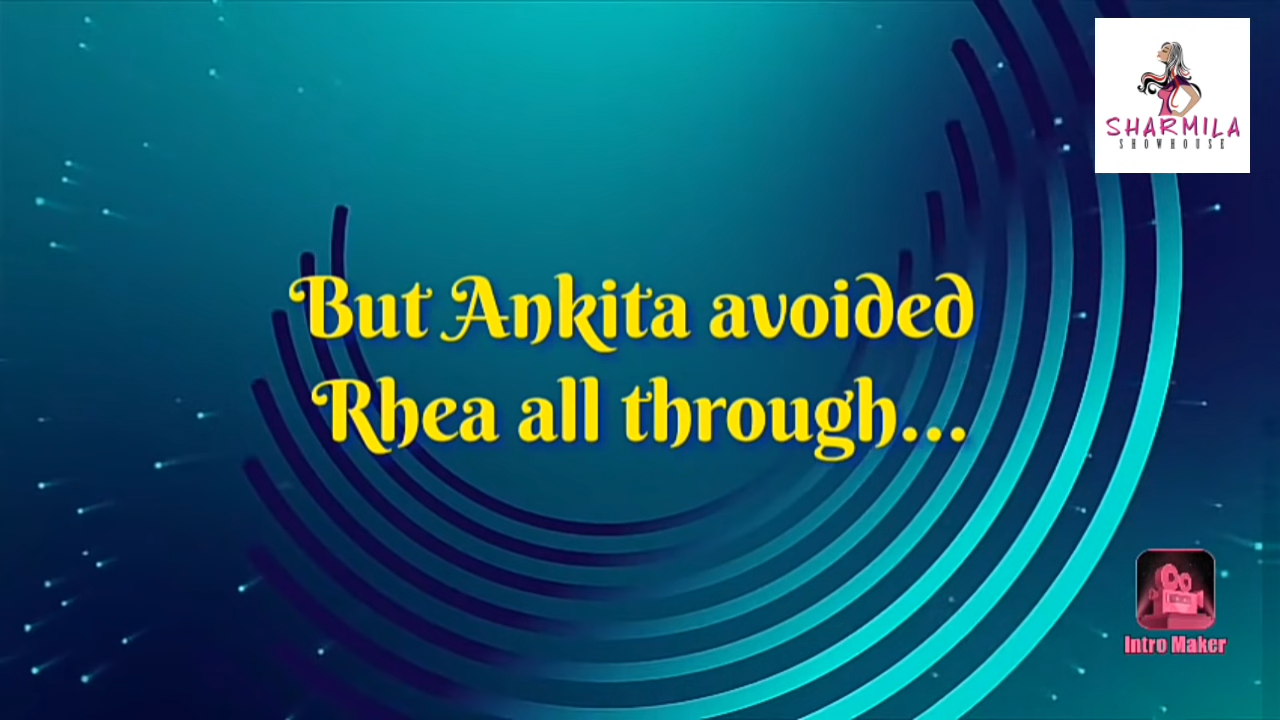 SHARMILA
SHOWHOUSE
But Ankita avoided
Rhea all through...
Intro Maker